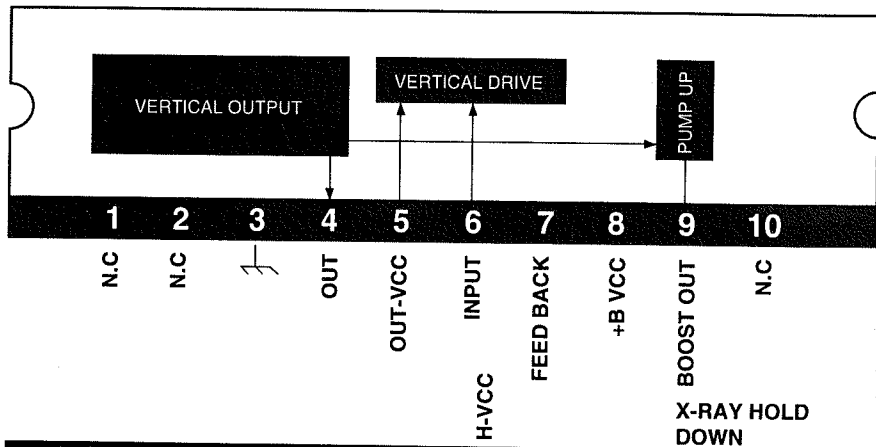 VERTICAL OUTPUT
VERTICAL DRIVE
PUMP UP
1 2 3 4 5 6 7 8 9 10
N.C
N.C
OUT
OUT-VCC
INPUT
FEED BACK
+B VCC
BOOST OUT
N.C
H-VCC
X-RAY HOLD
DOWN